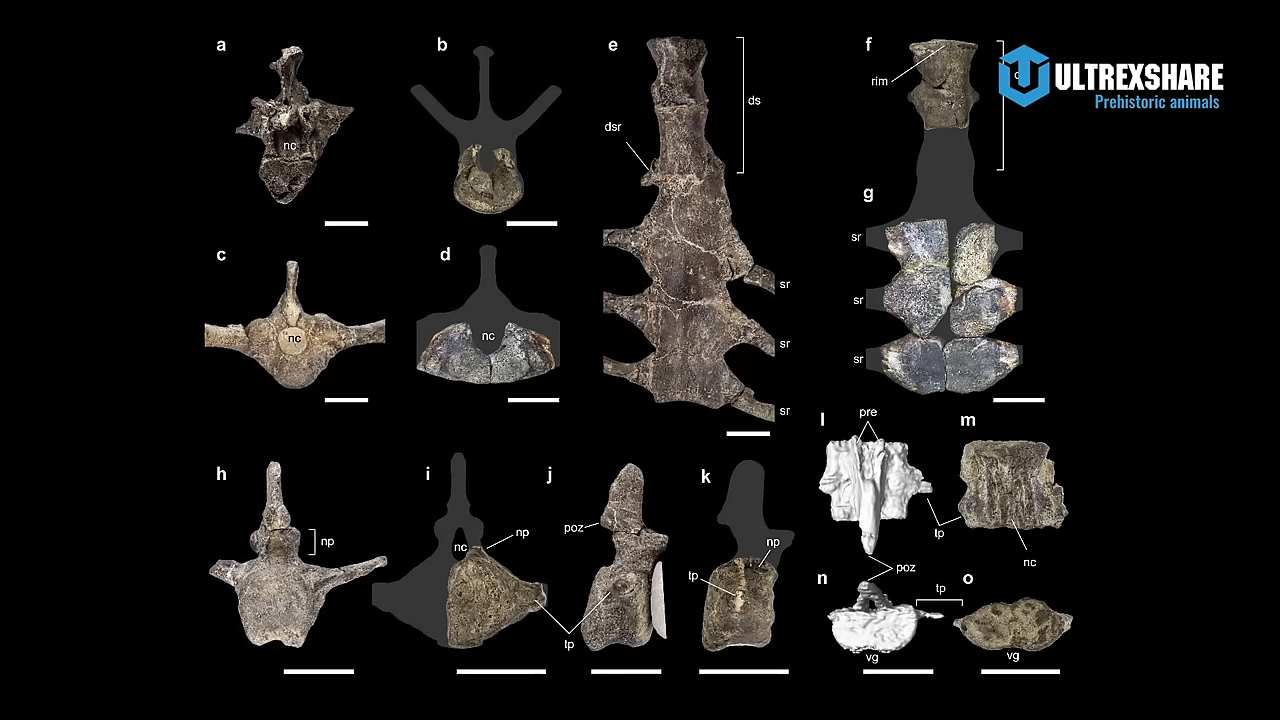 a
b
e
f
ULTREXSHARE
Prehistoric animals
rim
ds
dsr
nc
g
sr
sr
sr
c
d
nc
nc
sr
sr
sr
l
pre
m
h
i
j
k
np
nc
np
poz
np
tp
tp
tp
nc
n
poz
o
tp
vg
vg